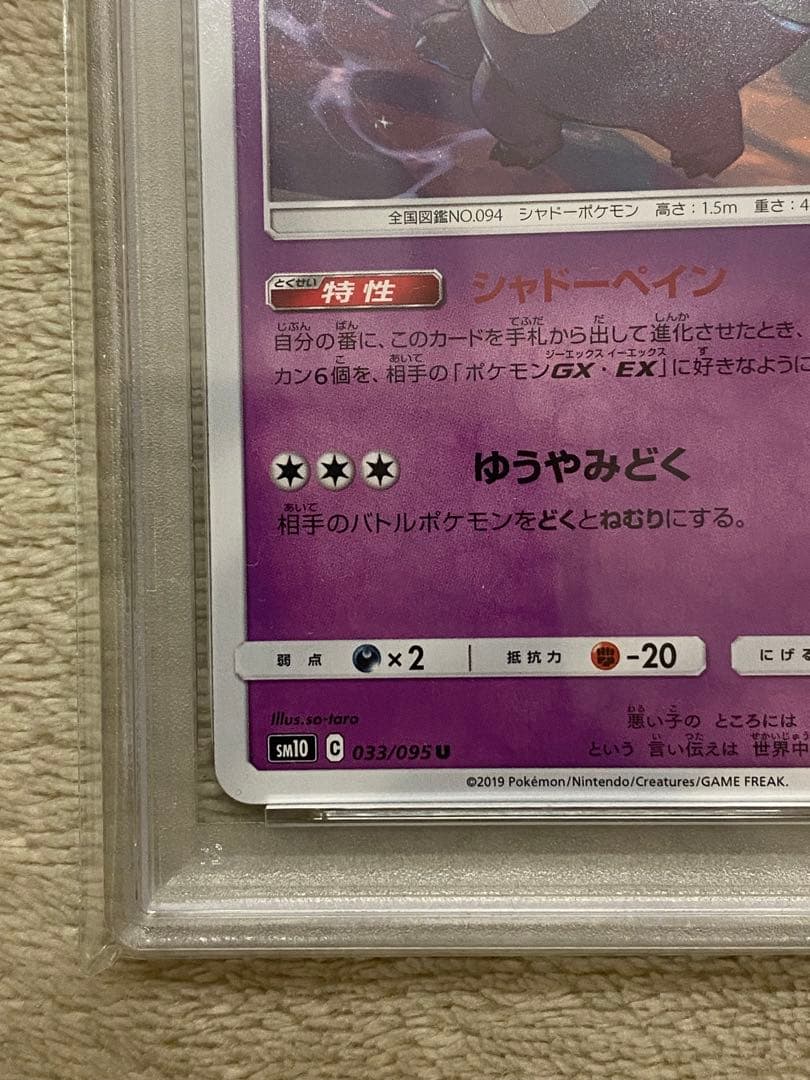 全国図鑑NO.094 シャドーポケモン 高さ:1.5m 重さ:4
とくせい
特性 シャドーペイン
じぶん ばん てふだ だ しんか
自分の番に、このカードを手札から出して進化させたとき、
こ あいて ジーエックス イーエックス す
カン6個を、相手の「ポケモンGX・EX」に好きなように
ゆうやみどく
あいて
相手のバトルポケモンをどくとねむりにする。
弱点 ×2 抵抗力 -20 にげる
Illus.so-taro
わる こ
悪い子の ところには
い つた せかいじゅう
という 言い伝えは 世界中
SM10 C 033/095 U
©2019 Pokémon/Nintendo/Creatures/GAME FREAK.